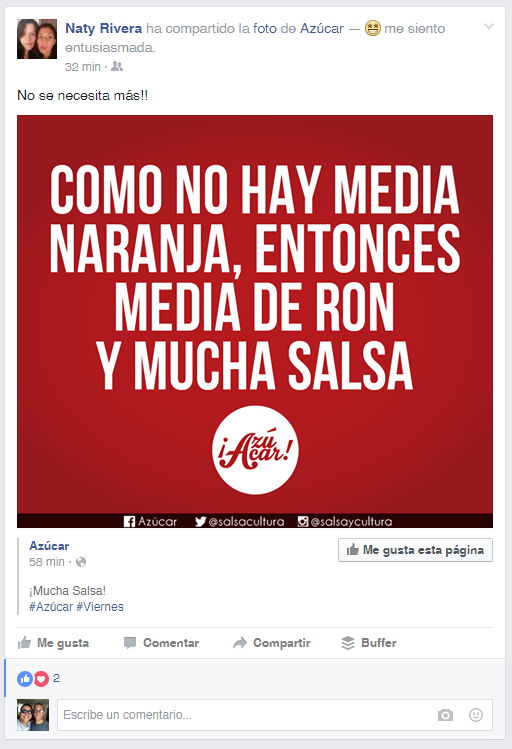 Naty Rivera ha compartido la foto de Azúcar — me siento
entusiasmada.
32 min ·
No se necesita más!!
COMO NO HAY MEDIA
NARANJA, ENTONCES
MEDIA DE RON
Y MUCHA SALSA
¡Azúcar!
Azúcar @salsacultura @salsaycultura
Azúcar
58 min ·
Me gusta esta página
¡Mucha Salsa!
#Azúcar #Viernes
Me gusta Comentar Compartir Buffer
2
Escribe un comentario...